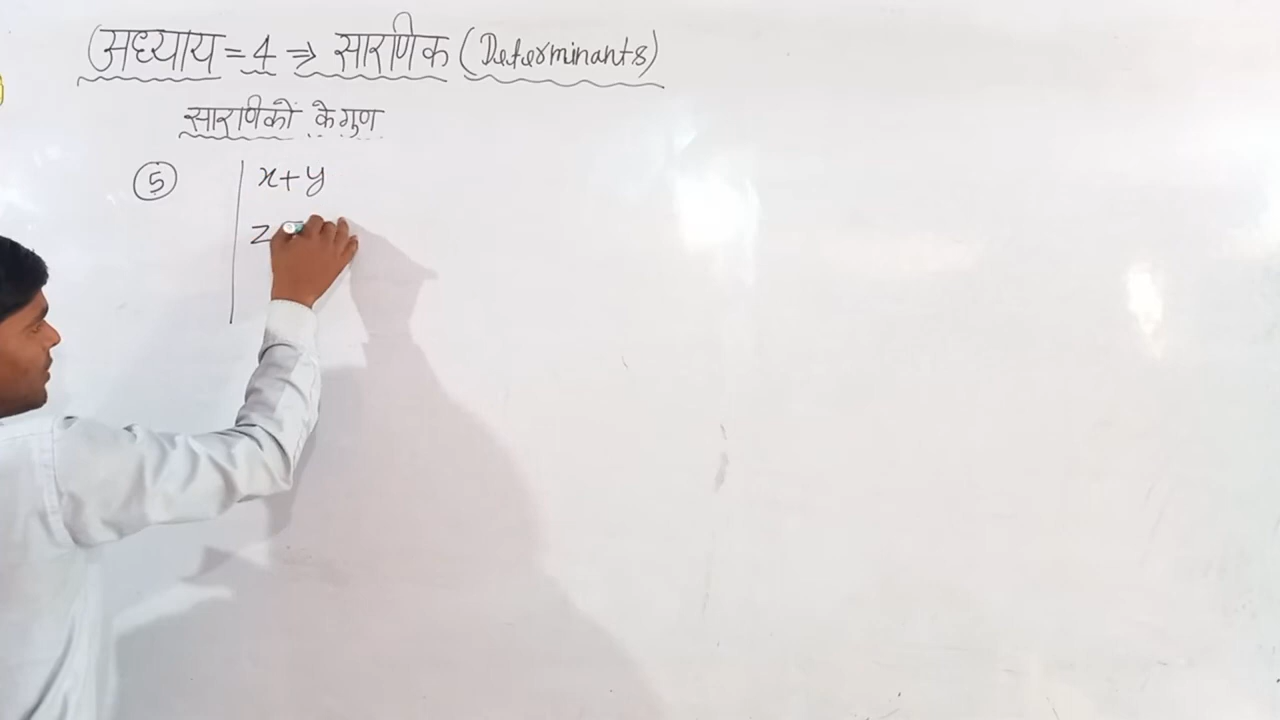 (अध्याय = 4 ⇒ सारणिक (Determinants)
सारणिकों के गुण
5 | x+y
z